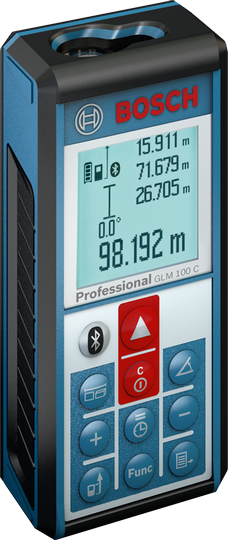 BOSCH
15.911 m
71.679 m
26.705 m
0.0°
98.192 m
Professional GLM 100 C
C
+
−
Func